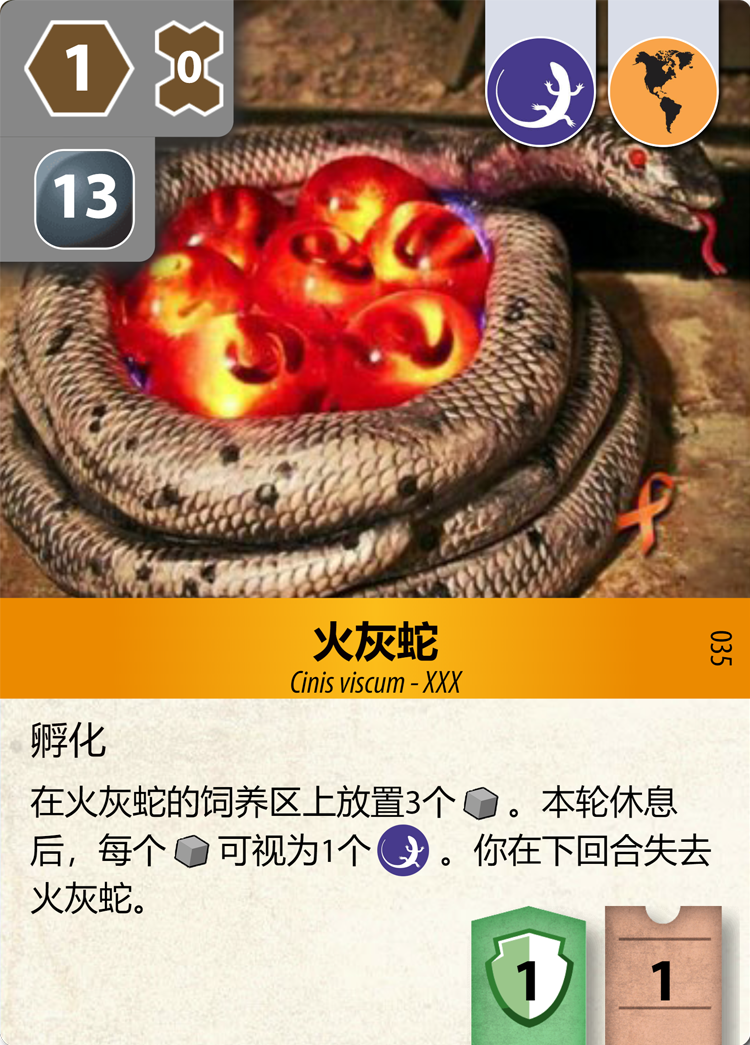 1 0
13
火灰蛇
Cinis viscum - XXX
035
孵化
在火灰蛇的饲养区上放置3个 。本轮休息
后，每个 可视为1个 。你在下回合失去
火灰蛇。
1 1